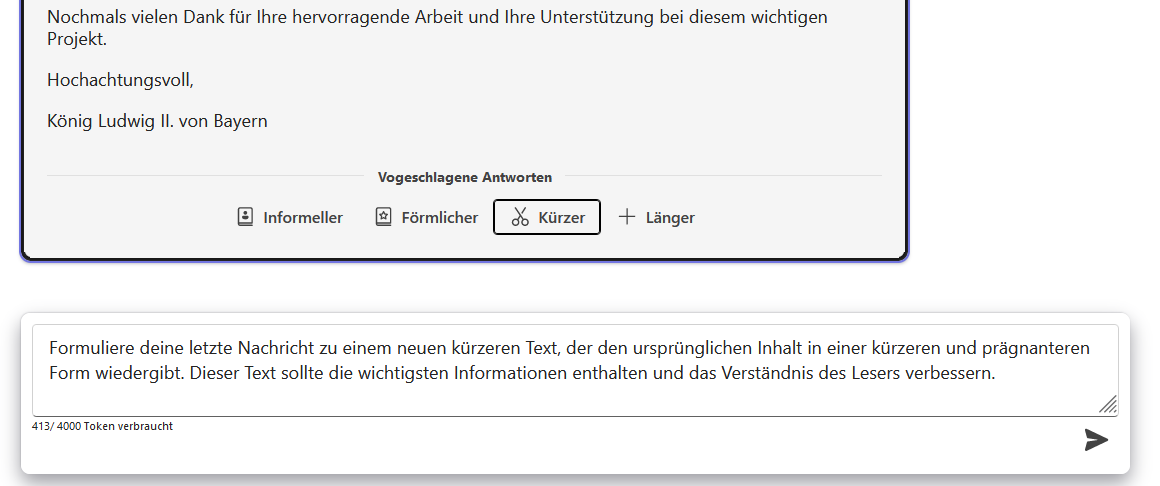 Nochmals vielen Dank für Ihre hervorragende Arbeit und Ihre Unterstützung bei diesem wichtigen
Projekt.
Hochachtungsvoll,
König Ludwig II. von Bayern
Vogeschlagene Antworten
Informeller Förmlicher Kürzer Länger
Formuliere deine letzte Nachricht zu einem neuen kürzeren Text, der den ursprünglichen Inhalt in einer kürzeren und prägnanteren
Form wiedergibt. Dieser Text sollte die wichtigsten Informationen enthalten und das Verständnis des Lesers verbessern.
413/ 4000 Token verbraucht